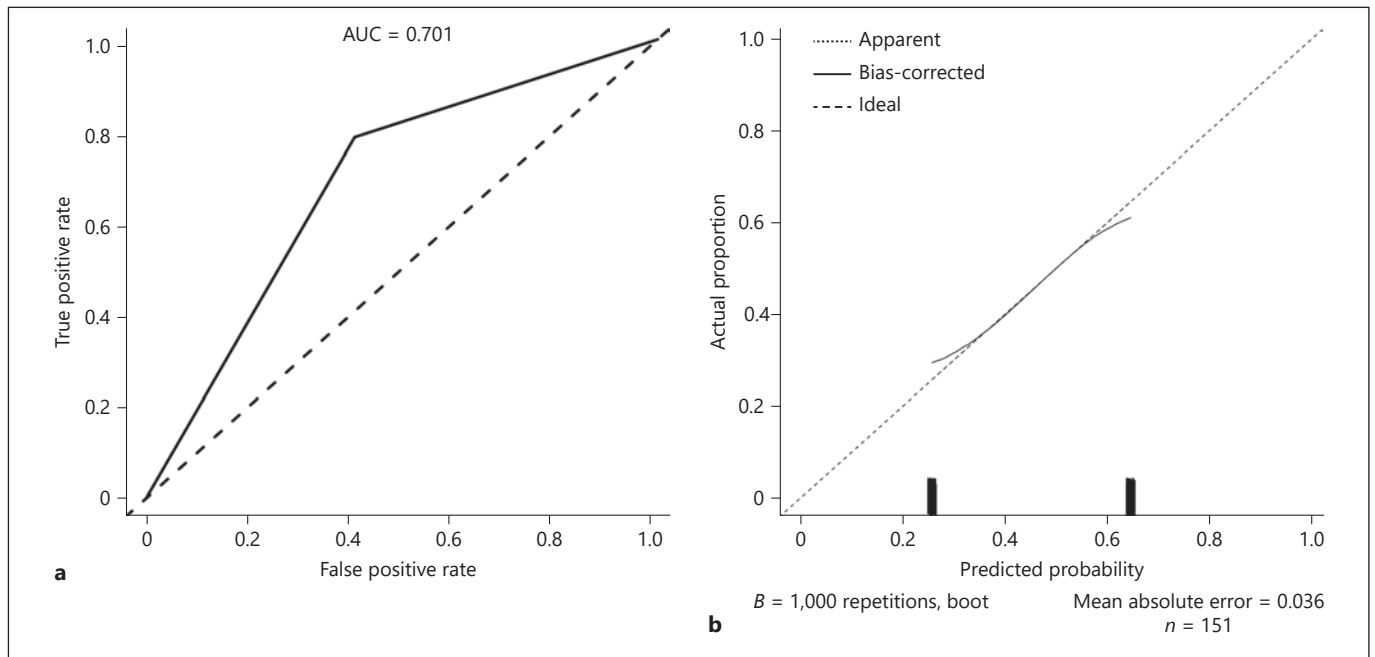 AUC = 0.701
1.0
0.8
0.6
0.4
0.2
0
True positive rate
0
0.2
0.4
0.6
0.8
1.0
False positive rate
a
Apparent
Bias-corrected
Ideal
1.0
0.8
0.6
0.4
0.2
0
Actual proportion
0
0.2
0.4
0.6
0.8
1.0
Predicted probability
B = 1,000 repetitions, boot
Mean absolute error = 0.036
n = 151
b